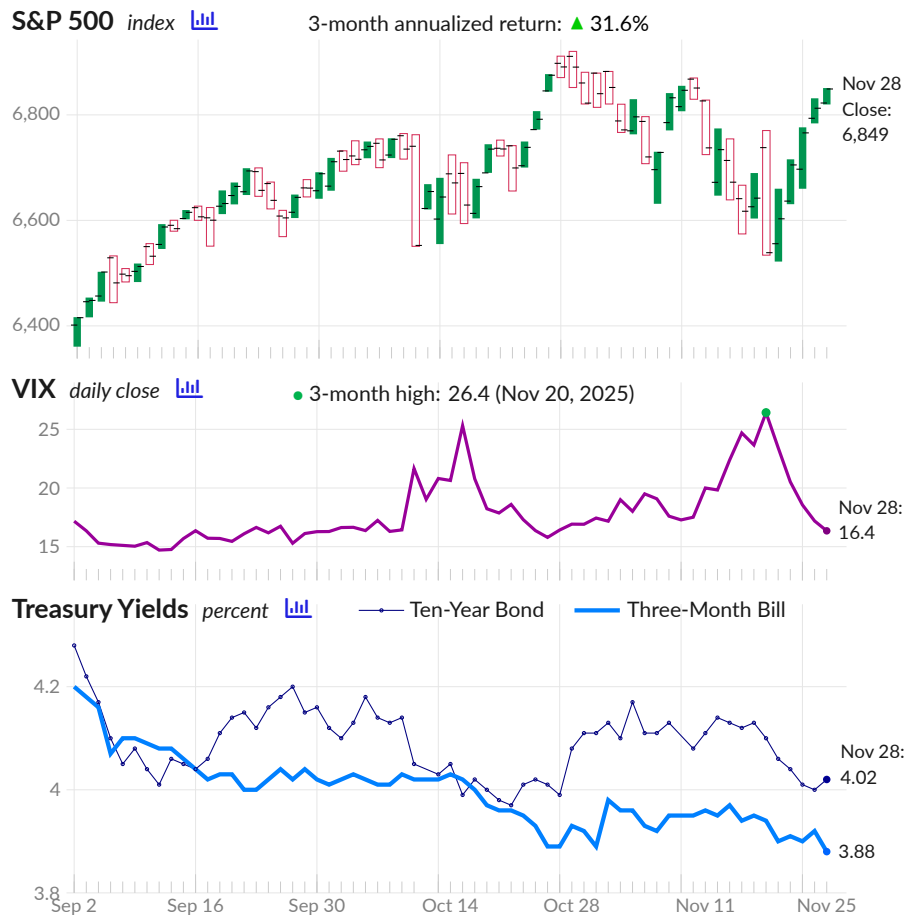 S&P 500 index
3-month annualized return: ▲ 31.6%
6,800
6,600
6,400
Nov 28
Close:
6,849
VIX daily close
3-month high: 26.4 (Nov 20, 2025)
25
20
15
Nov 28:
16.4
Treasury Yields percent
Ten-Year Bond
Three-Month Bill
4.2
4
3.8
Nov 28:
4.02
3.88
Sep 2
Sep 16
Sep 30
Oct 14
Oct 28
Nov 11
Nov 25